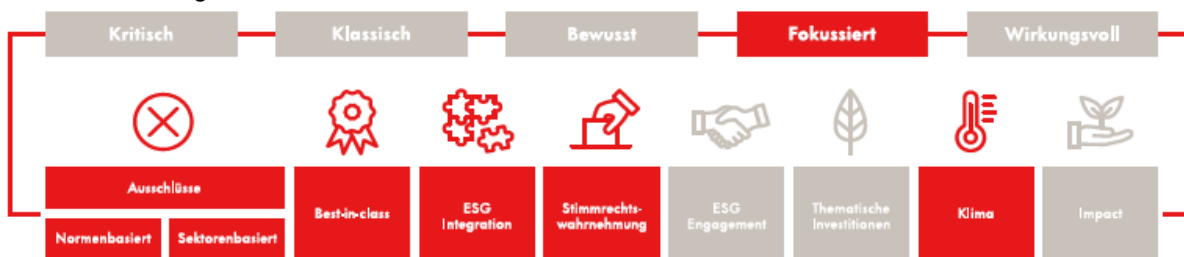 Kritisch
Klassisch
Bewusst
Fokussiert
Wirkungsvoll
Ausschlüsse
Normenbasiert
Sektorenbasiert
Best-in-class
ESG
Integration
Stimmrechts-
wahrnehmung
ESG
Engagement
Thematische
Investitionen
Klima
Impact